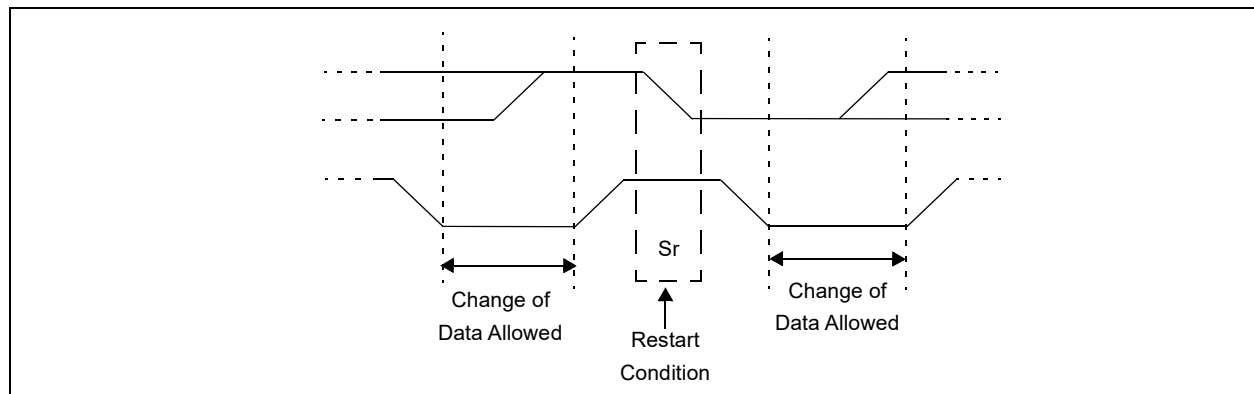 Sr
Change of
Data Allowed
Restart
Condition
Change of
Data Allowed